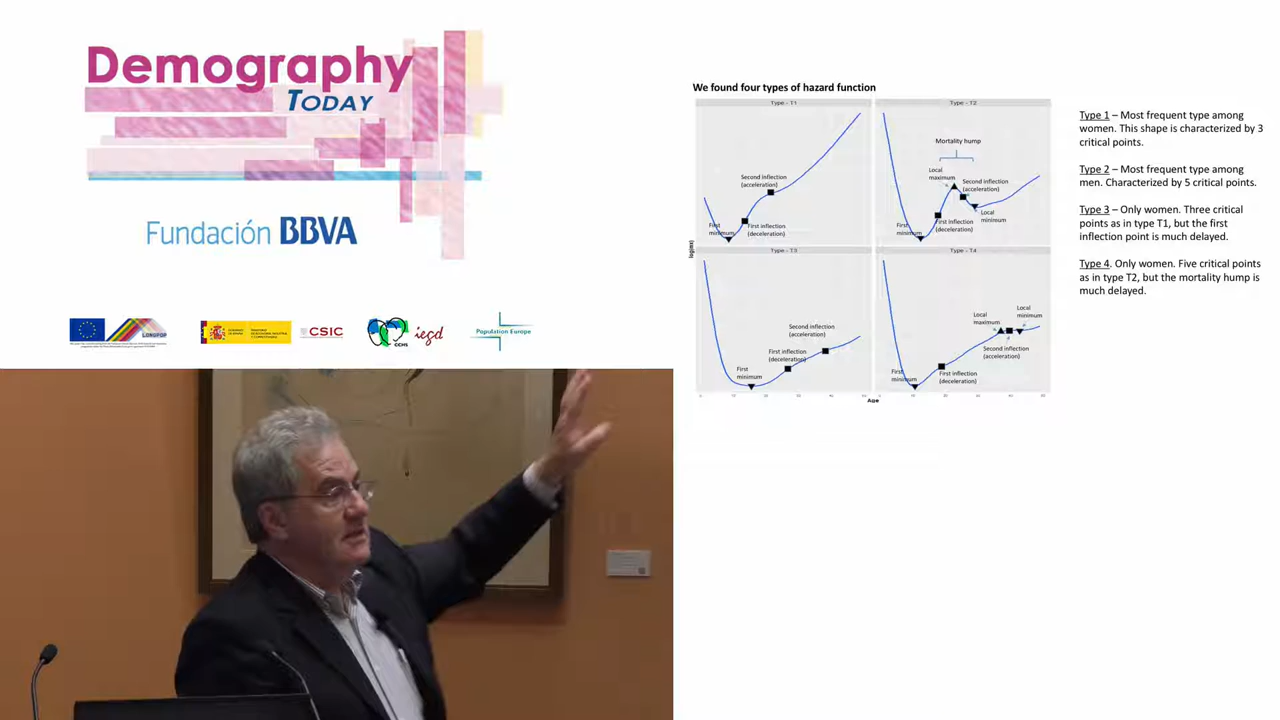 Demography
TODAY
Fundación BBVA
LONGPOP
GOBIERNO DE ESPAÑA
CSIC
CCHS
iegd
Population Europe
We found four types of hazard function
Type - T1
Second inflection
(acceleration)
First
minimum
First inflection
(deceleration)
Type - T2
Mortality hump
Local
maximum
Second inflection
(acceleration)
First
minimum
First inflection
(deceleration)
Local
minimum
log(m)
Type - T3
Second inflection
(acceleration)
First inflection
(deceleration)
First
minimum
Type - T4
Local
maximum
Local
minimum
Second inflection
(acceleration)
First
minimum
First inflection
(deceleration)
Age
Type 1 – Most frequent type among
women. This shape is characterized by 3
critical points.
Type 2 – Most frequent type among
men. Characterized by 5 critical points.
Type 3 – Only women. Three critical
points as in type T1, but the first
inflection point is much delayed.
Type 4. Only women. Five critical points
as in type T2, but the mortality hump is
much delayed.